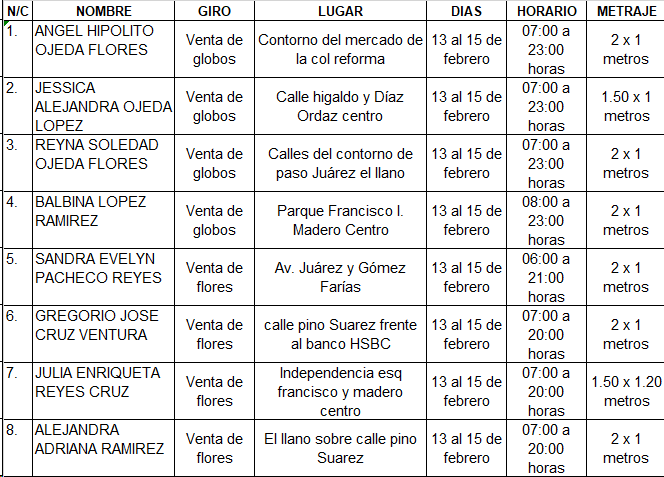 N/C NOMBRE GIRO LUGAR DIAS HORARIO METRAJE
1. ANGEL HIPOLITO OJEDA FLORES Venta de globos Contorno del mercado de la col reforma 13 al 15 de febrero 07:00 a 23:00 horas 2 x 1 metros
2. JESSICA ALEJANDRA OJEDA LOPEZ Venta de globos Calle higaldo y Díaz Ordaz centro 13 al 15 de febrero 07:00 a 23:00 horas 1.50 x 1 metros
3. REYNA SOLEDAD OJEDA FLORES Venta de globos Calles del contorno de paso Juárez el llano 13 al 15 de febrero 07:00 a 23:00 horas 2 x 1 metros
4. BALBINA LOPEZ RAMIREZ Venta de globos Parque Francisco I. Madero Centro 13 al 15 de febrero 08:00 a 23:00 horas 2 x 1 metros
5. SANDRA EVELYN PACHECO REYES Venta de flores Av. Juárez y Gómez Farías 13 al 15 de febrero 06:00 a 21:00 horas 2 x 1 metros
6. GREGORIO JOSE CRUZ VENTURA Venta de flores calle pino Suarez frente al banco HSBC 13 al 15 de febrero 07:00 a 20:00 horas 2 x 1 metros
7. JULIA ENRIQUETA REYES CRUZ Venta de flores Independencia esq francisco y madero centro 13 al 15 de febrero 07:00 a 20:00 horas 1.50 x 1.20 metros
8. ALEJANDRA ADRIANA RAMIREZ Venta de flores El llano sobre calle pino Suarez 13 al 15 de febrero 07:00 a 20:00 horas 2 x 1 metros